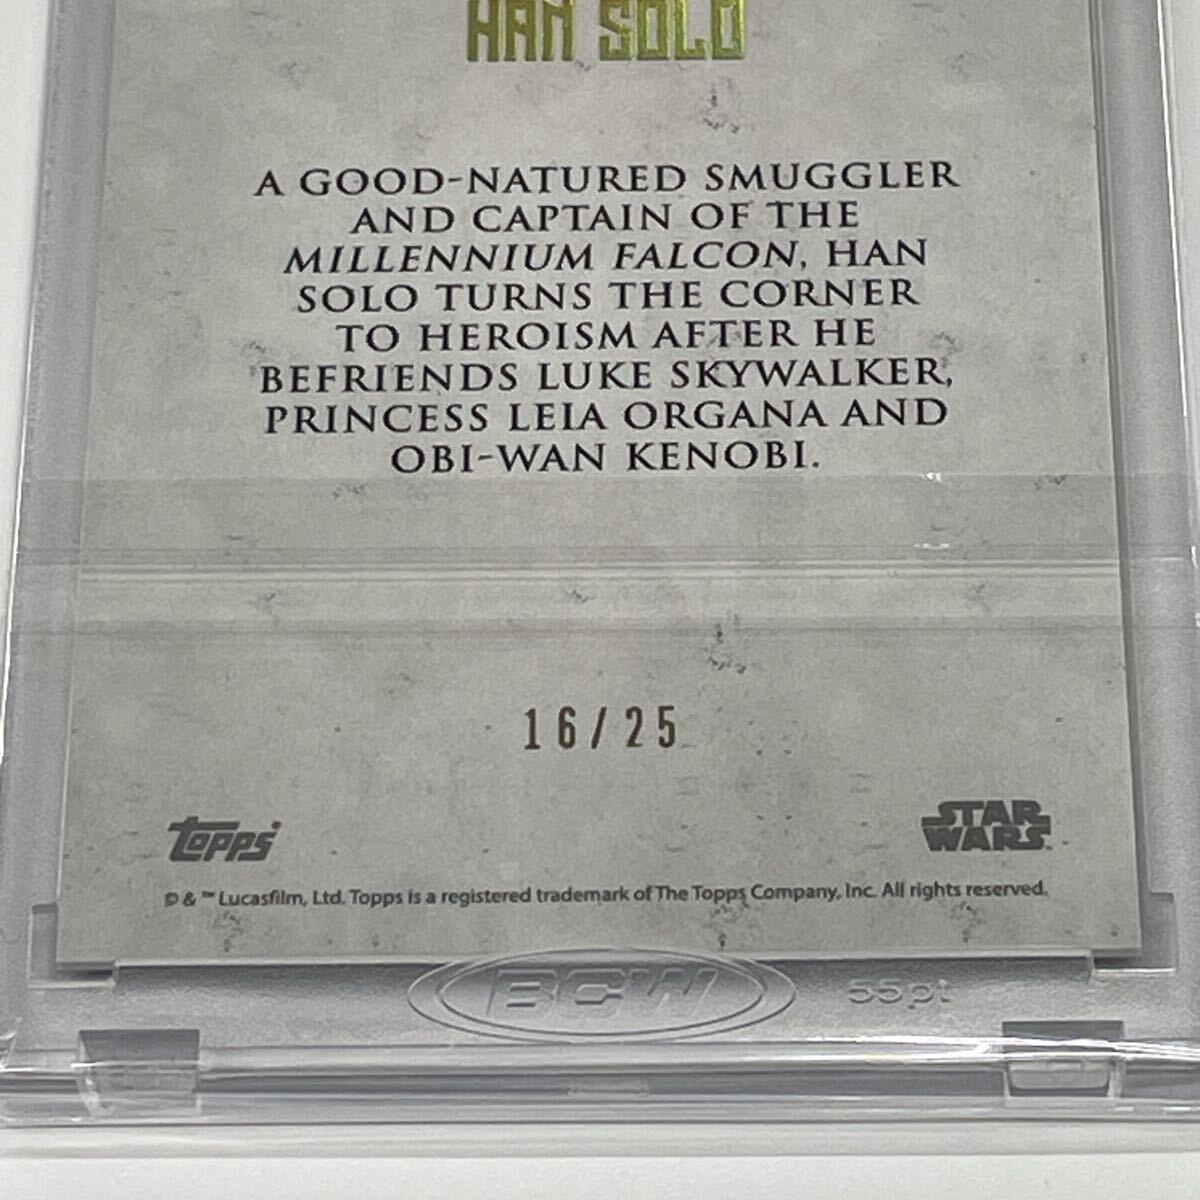 HAN SOLO
A GOOD-NATURED SMUGGLER
AND CAPTAIN OF THE
MILLENNIUM FALCON, HAN
SOLO TURNS THE CORNER
TO HEROISM AFTER HE
BEFRIENDS LUKE SKYWALKER,
PRINCESS LEIA ORGANA AND
OBI-WAN KENOBI.
16/25
Topps
STAR
WARS
© & ™ Lucasfilm, Ltd. Topps is a registered trademark of The Topps Company, Inc. All rights reserved.
BCW
55pt